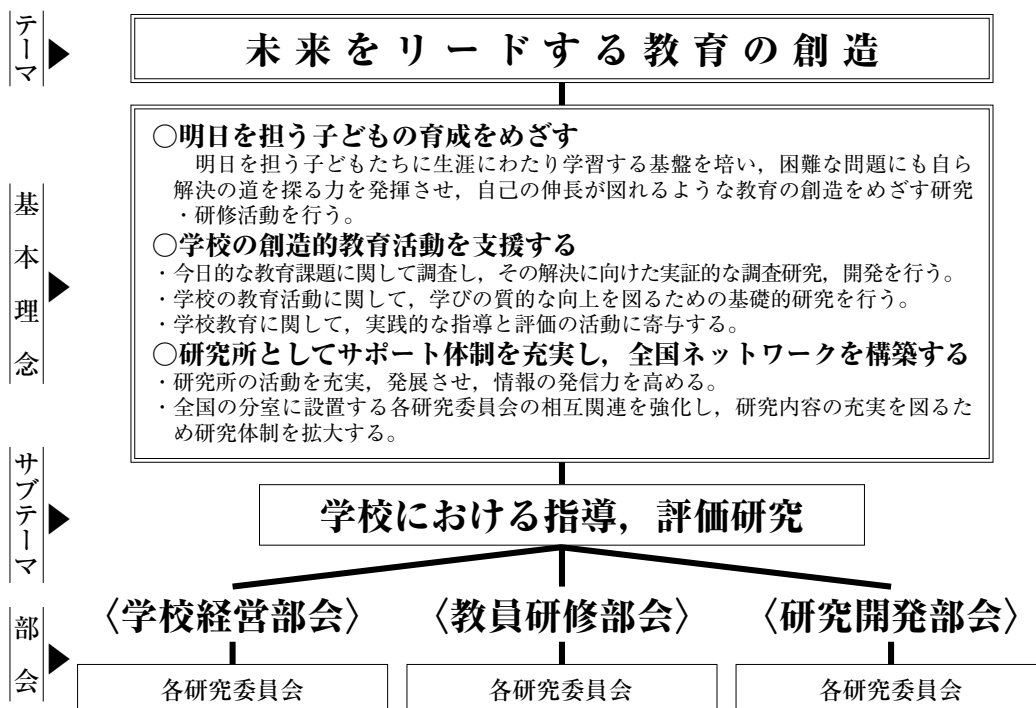 テーマ
未来をリードする教育の創造
基本理念
○明日を担う子どもの育成をめざす
明日を担う子どもたちに生涯にわたり学習する基盤を培い，困難な問題にも自ら
解決の道を探る力を発揮させ，自己の伸長が図れるような教育の創造をめざす研究
・研修活動を行う。
○学校の創造的教育活動を支援する
・今日的な教育課題に関して調査し，その解決に向けた実証的な調査研究，開発を行う。
・学校の教育活動に関して，学びの質的な向上を図るための基礎的研究を行う。
・学校教育に関して，実践的な指導と評価の活動に寄与する。
○研究所としてサポート体制を充実し，全国ネットワークを構築する
・研究所の活動を充実，発展させ，情報の発信力を高める。
・全国の分室に設置する各研究委員会の相互関連を強化し，研究内容の充実を図るた
め研究体制を拡大する。
サブテーマ
学校における指導，評価研究
部会
〈学校経営部会〉 〈教員研修部会〉 〈研究開発部会〉
各研究委員会 各研究委員会 各研究委員会